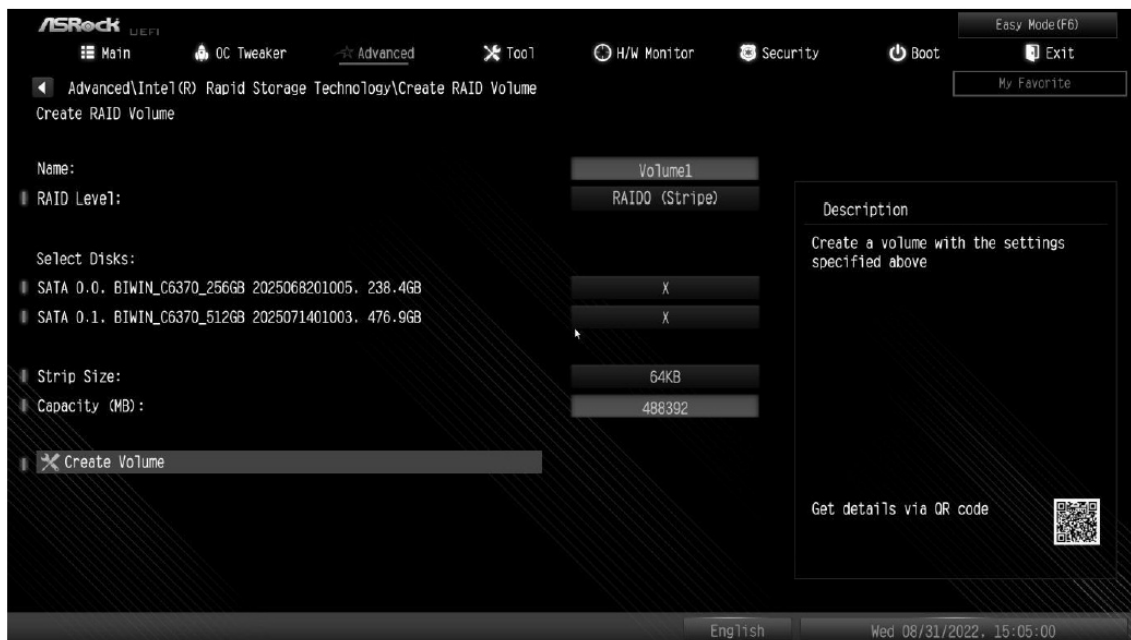 ASRock UEFI
Easy Mode(F6)
Main OC Tweaker Advanced Tool H/W Monitor Security Boot Exit
Advanced\Intel(R) Rapid Storage Technology\Create RAID Volume
My Favorite
Create RAID Volume
Name: Volume1
RAID Level: RAID0 (Stripe)
Description
Create a volume with the settings
specified above
Select Disks:
SATA 0.0, BIWIN_C6370_256GB 2025068201005, 238.4GB X
SATA 0.1, BIWIN_C6370_512GB 2025071401003, 476.9GB X
Strip Size: 64KB
Capacity (MB): 488392
Create Volume
Get details via QR code
English
Wed 08/31/2022, 15:05:00